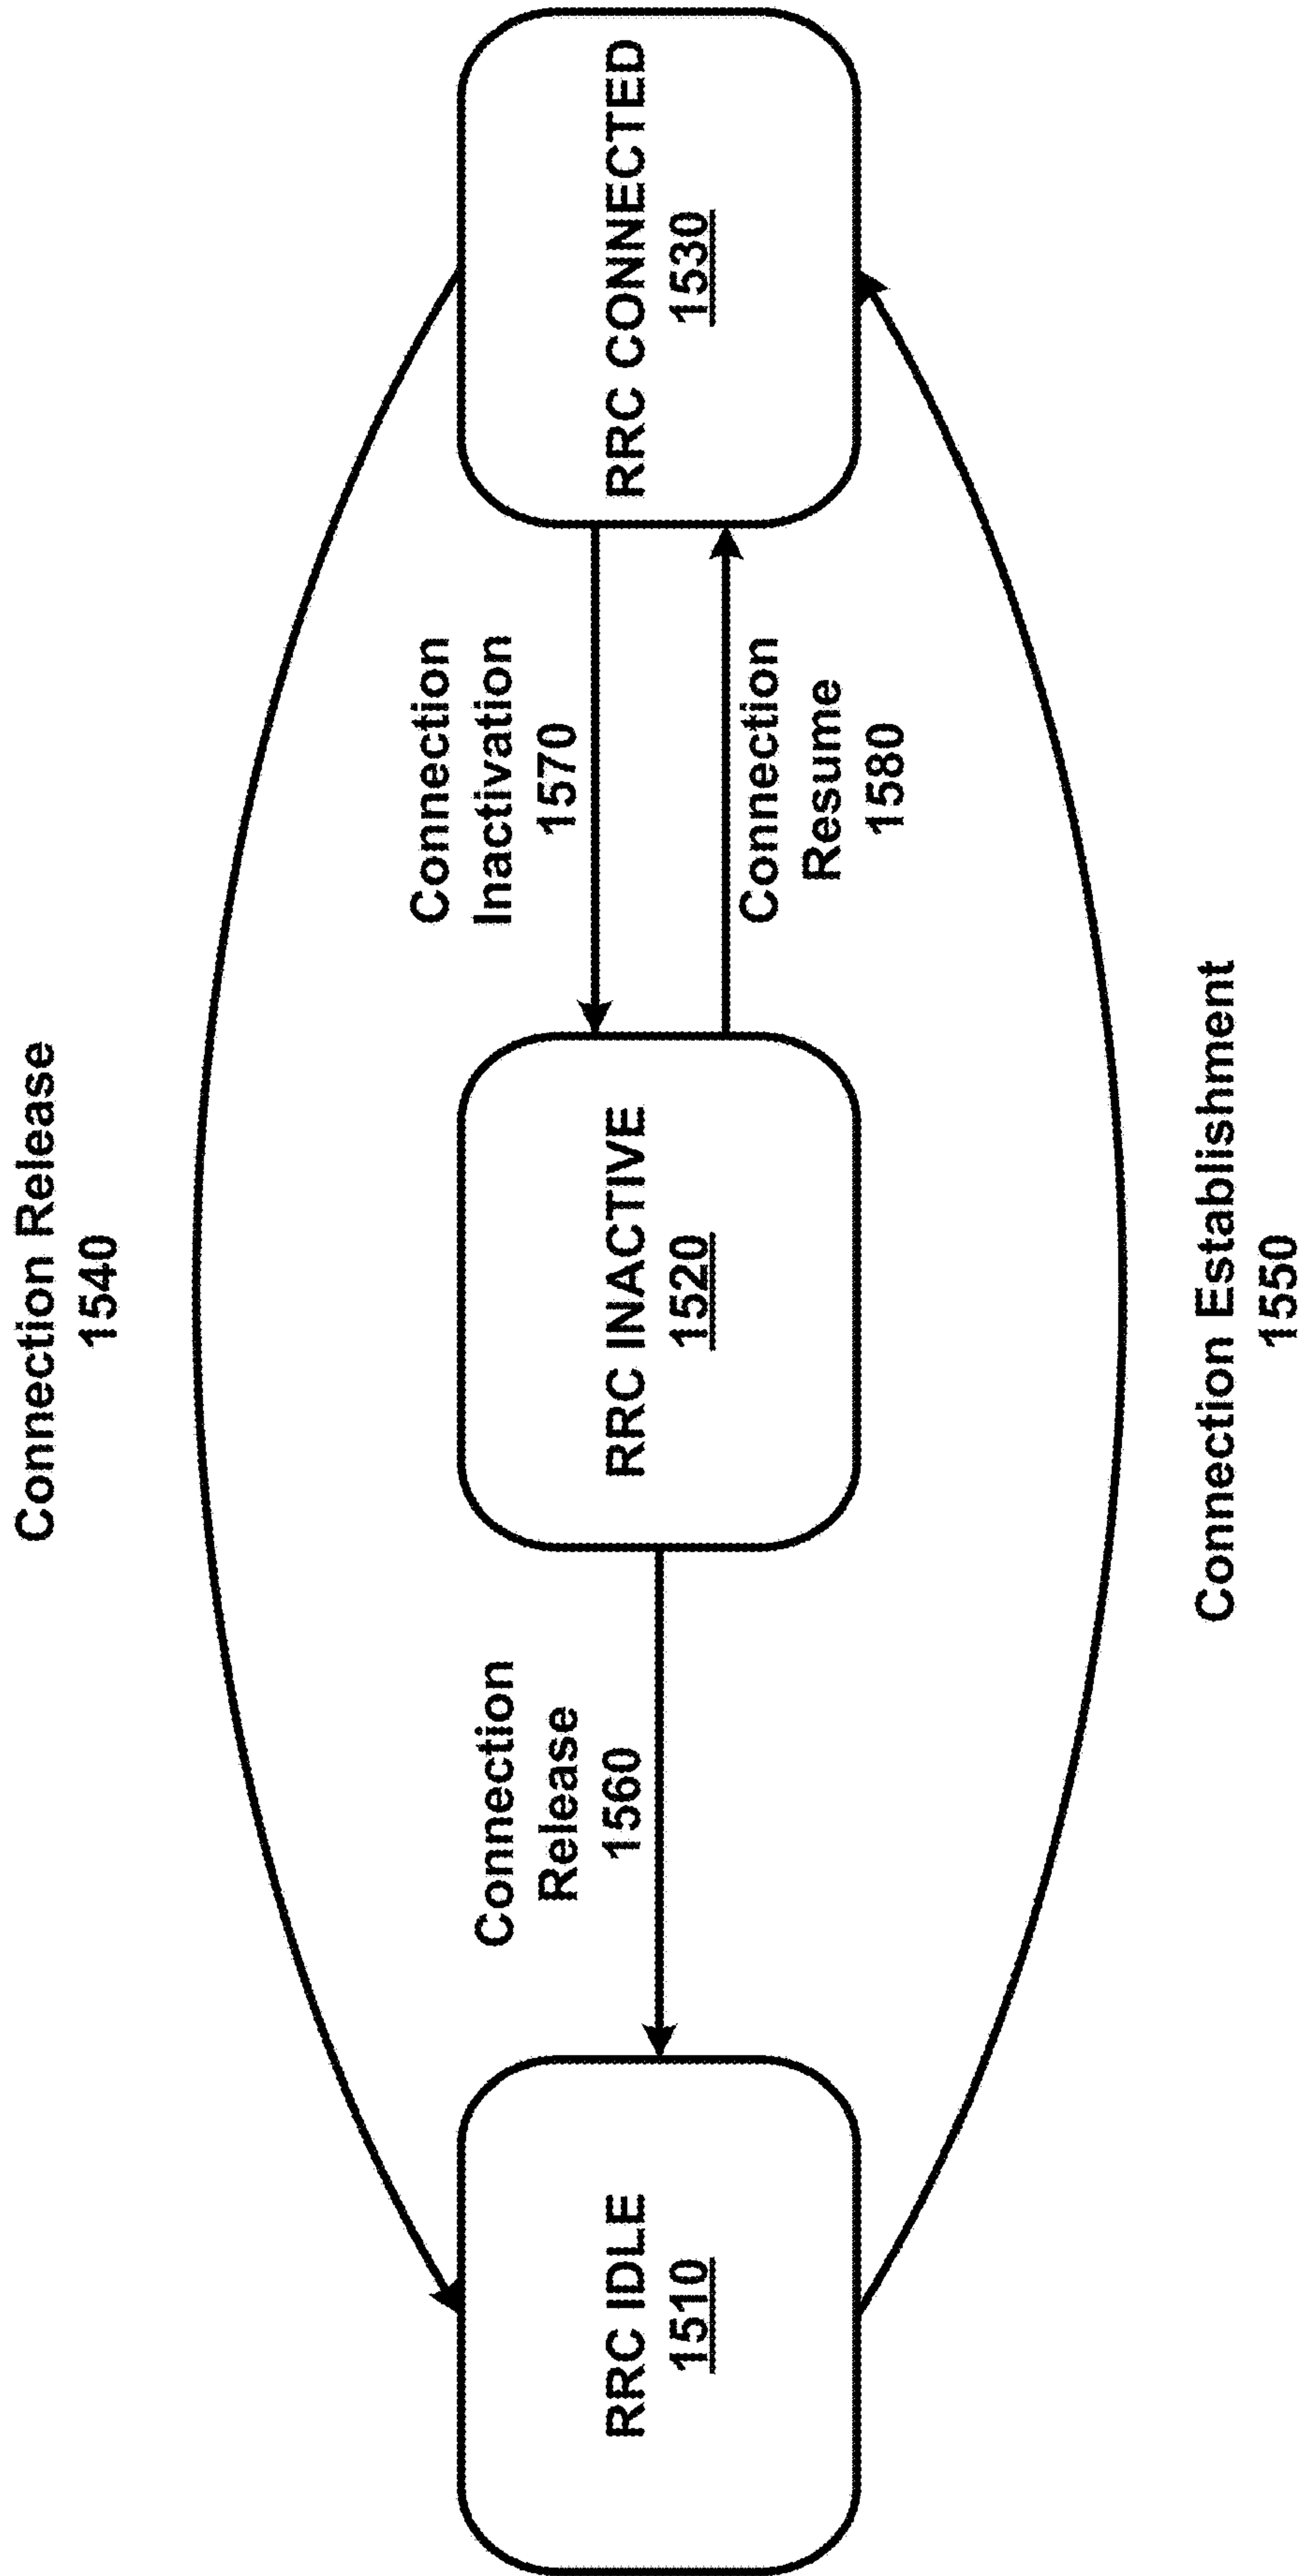 Connection Release
1540
RRC IDLE
1510
Connection
Release
1560
RRC INACTIVE
1520
Connection
Inactivation
1570
Connection
Resume
1580
RRC CONNECTED
1530
Connection Establishment
1550